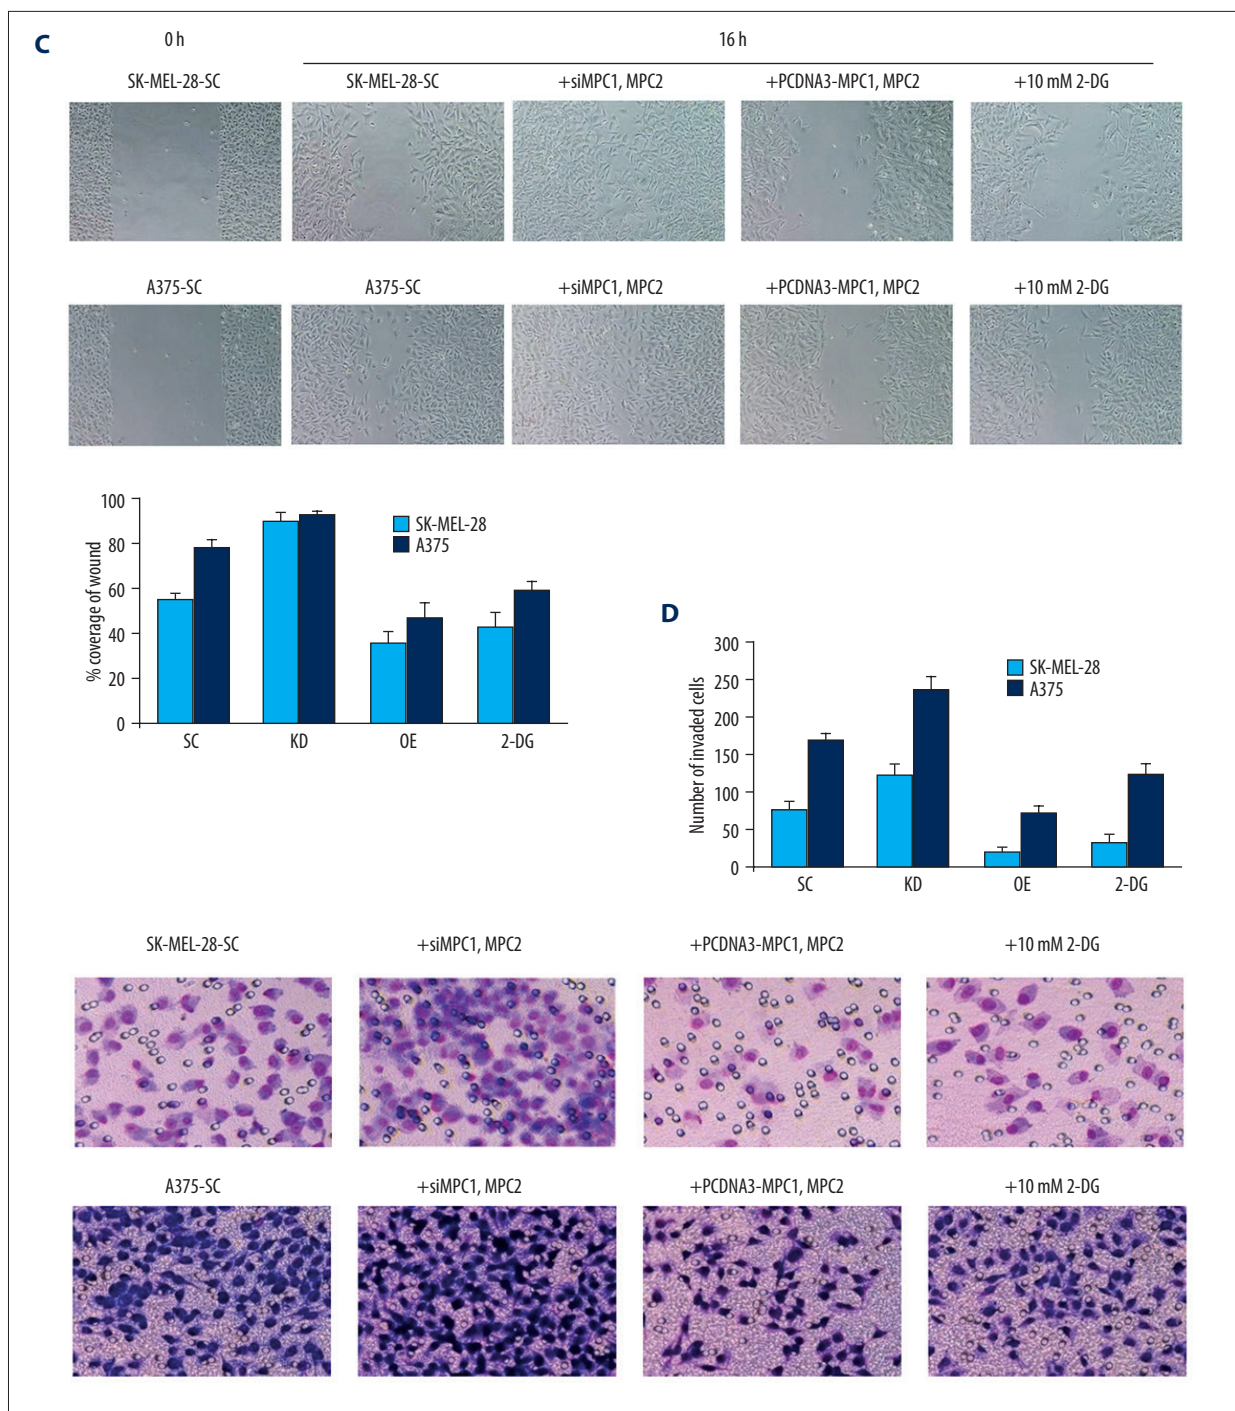 C
0 h
16 h
SK-MEL-28-SC
SK-MEL-28-SC
+siMPC1, MPC2
+PCDNA3-MPC1, MPC2
+10 mM 2-DG
A375-SC
A375-SC
+siMPC1, MPC2
+PCDNA3-MPC1, MPC2
+10 mM 2-DG
% coverage of wound
100
80
60
40
20
0
SK-MEL-28
A375
SC
KD
OE
2-DG
D
Number of invaded cells
300
250
200
150
100
50
0
SK-MEL-28
A375
SC
KD
OE
2-DG
SK-MEL-28-SC
+siMPC1, MPC2
+PCDNA3-MPC1, MPC2
+10 mM 2-DG
A375-SC
+siMPC1, MPC2
+PCDNA3-MPC1, MPC2
+10 mM 2-DG